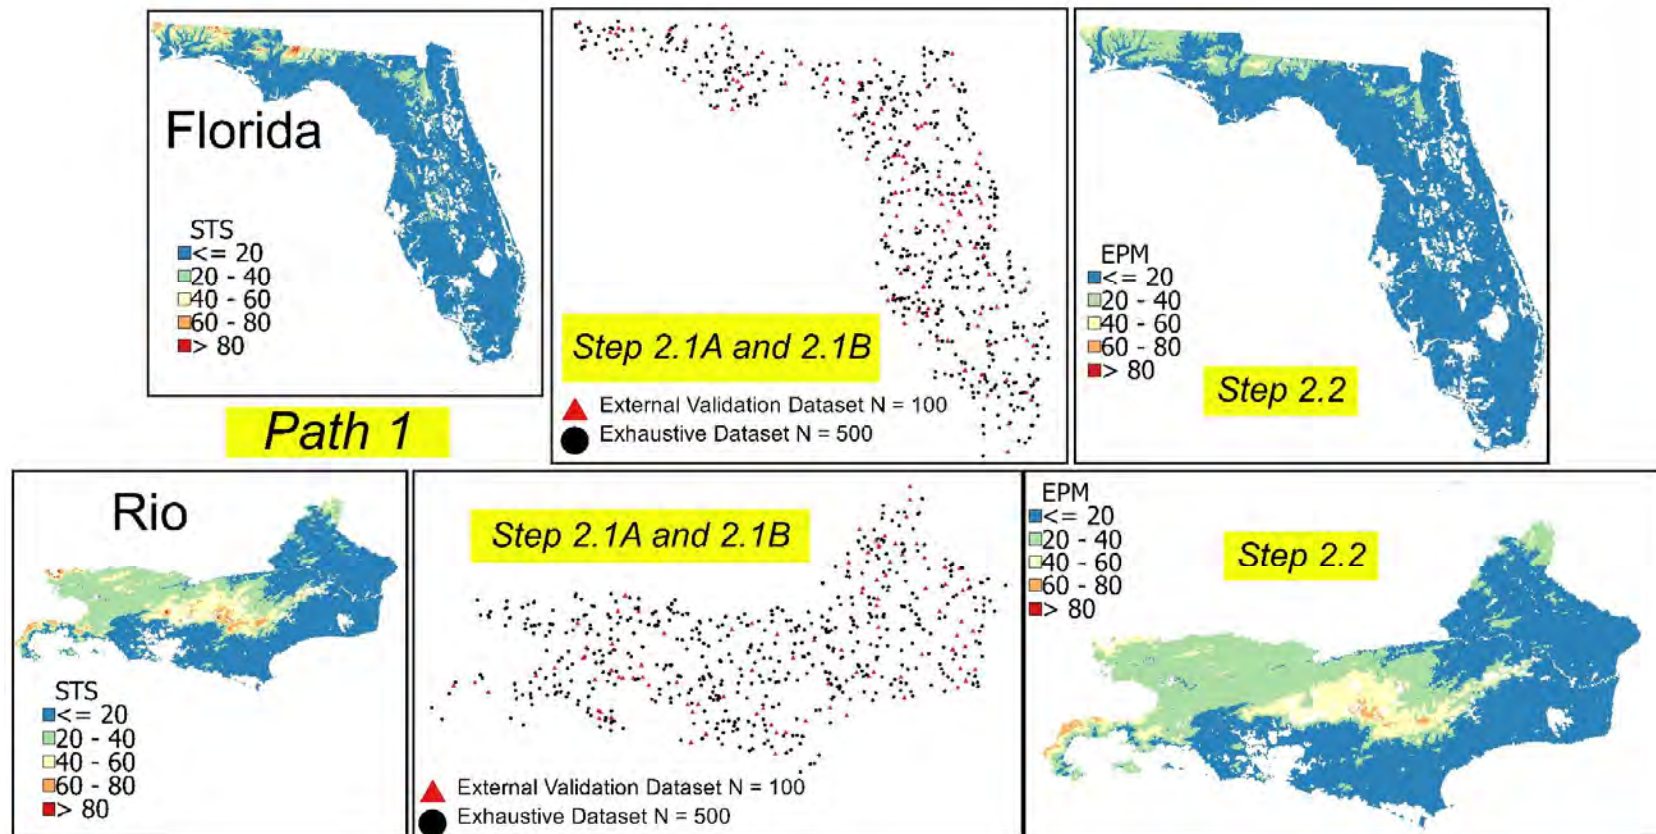 Florida
STS
<= 20
20 - 40
40 - 60
60 - 80
> 80
Path 1
Step 2.1A and 2.1B
External Validation Dataset N = 100
Exhaustive Dataset N = 500
EPM
<= 20
20 - 40
40 - 60
60 - 80
> 80
Step 2.2
Rio
STS
<= 20
20 - 40
40 - 60
60 - 80
> 80
Step 2.1A and 2.1B
External Validation Dataset N = 100
Exhaustive Dataset N = 500
EPM
<= 20
20 - 40
40 - 60
60 - 80
> 80
Step 2.2